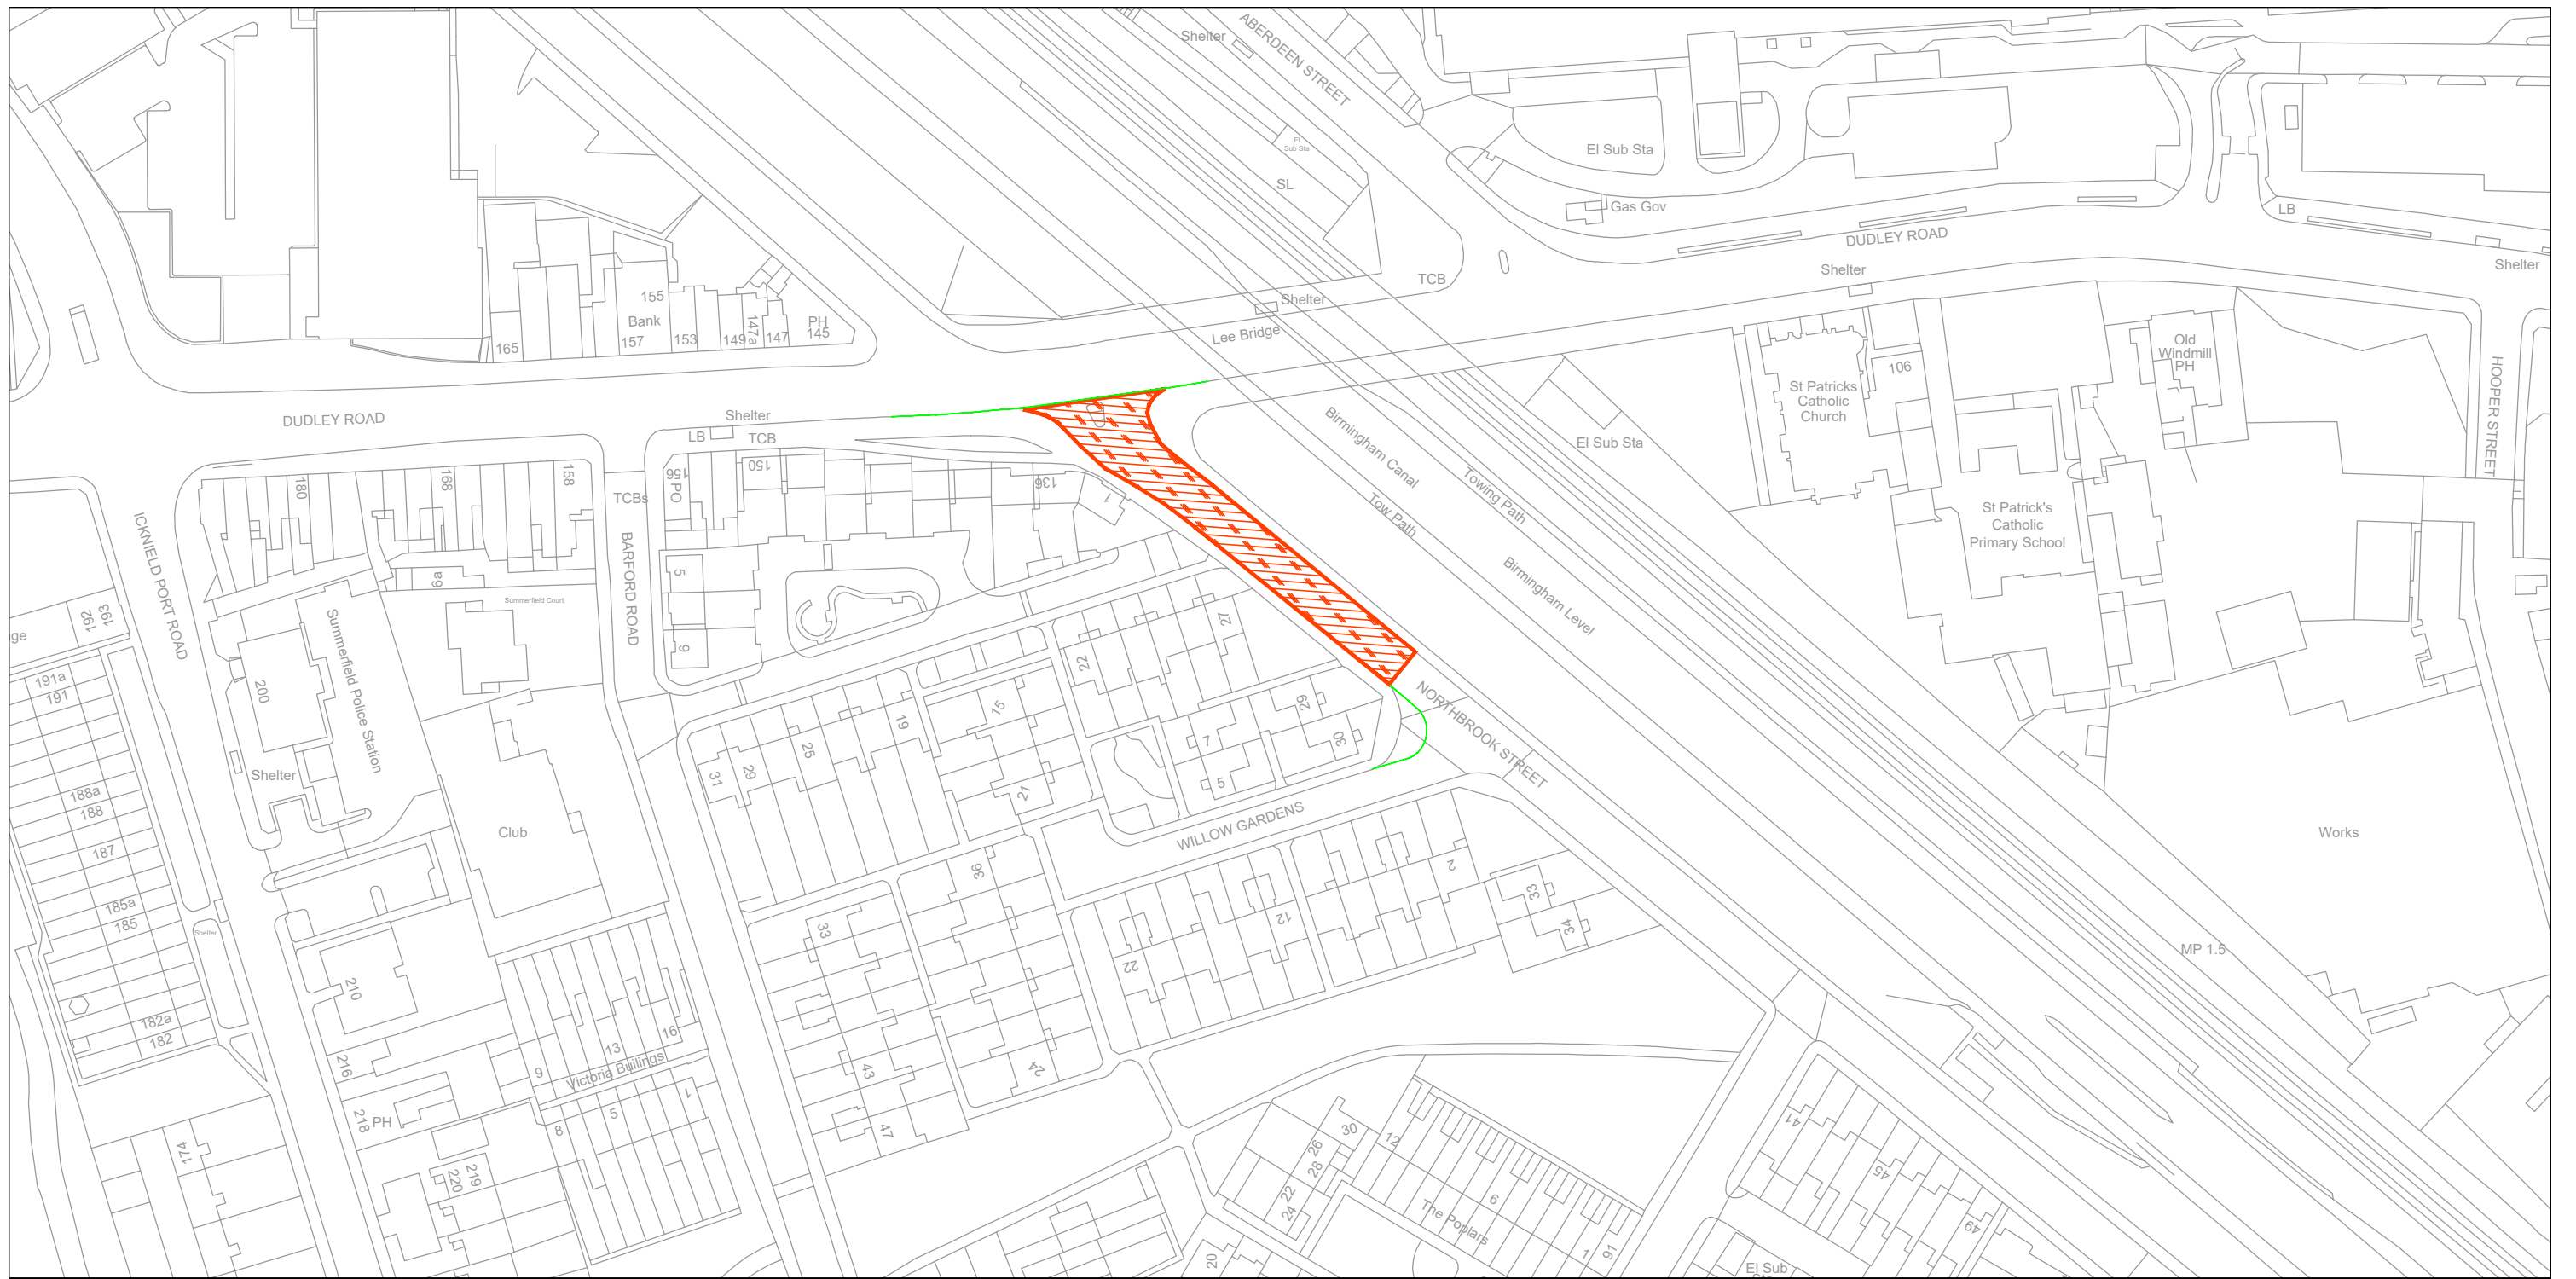 Shelter
ABERDEEN STREET
El
Sub Sta
El Sub Sta
SL
Gas Gov
LB
DUDLEY ROAD
Shelter
Shelter
TCB
Shelter
Lee Bridge
155
Bank
157
165
153
149
147a
147
PH
145
Old
Windmill
PH
106
St Patricks
Catholic
Church
HOOPER STREET
DUDLEY ROAD
Shelter
LB
TCB
Birmingham Canal
El Sub Sta
Towing Path
Tow Path
180
168
158
TCBs
156
PO
150
136
1
St Patrick's
Catholic
Primary School
ICKNIELD PORT ROAD
BARFORD ROAD
6a
5
9
Summerfield Court
Birmingham Level
193
192
ge
191a
191
200
Summerfield Police Station
22
27
15
19
25
29
31
21
7
5
29
30
NORTHBROOK STREET
Shelter
188a
188
187
Club
WILLOW GARDENS
Works
185a
185
Shelter
33
36
22
12
2
33
34
MP 1.5
210
182a
182
216
218
PH
9
13
16
Victoria Builings
8
5
1
43
47
24
174
220
219
30
26
28
22
24
12
6
The Poplars
1
91
20
41
45
49
El Sub